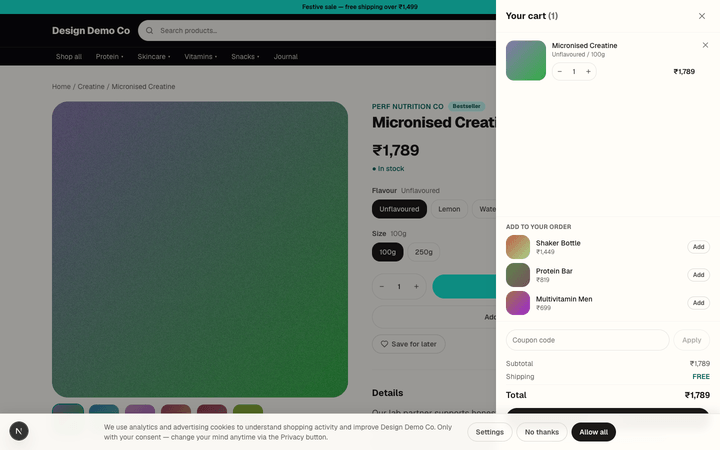 Festive sale — free shipping over ₹1,499
Design Demo Co
Search products...
Shop all
Protein
Skincare
Vitamins
Snacks
Journal
Home / Creatine / Micronised Creatine
PERF NUTRITION CO
Bestseller
Micronised Creati
₹1,789
In stock
Flavour Unflavoured
Unflavoured
Lemon
Wate
Size 100g
100g
250g
− 1 +
Add
Save for later
Details
Your cart (1)
Micronised Creatine
Unflavoured / 100g
− 1 +
₹1,789
ADD TO YOUR ORDER
Shaker Bottle
₹1,449
Add
Protein Bar
₹819
Add
Multivitamin Men
₹699
Add
Coupon code
Apply
Subtotal
₹1,789
Shipping
FREE
Total
₹1,789
N
We use analytics and advertising cookies to understand shopping activity and improve Design Demo Co. Only
with your consent — change your mind anytime via the Privacy button.
Settings
No thanks
Allow all